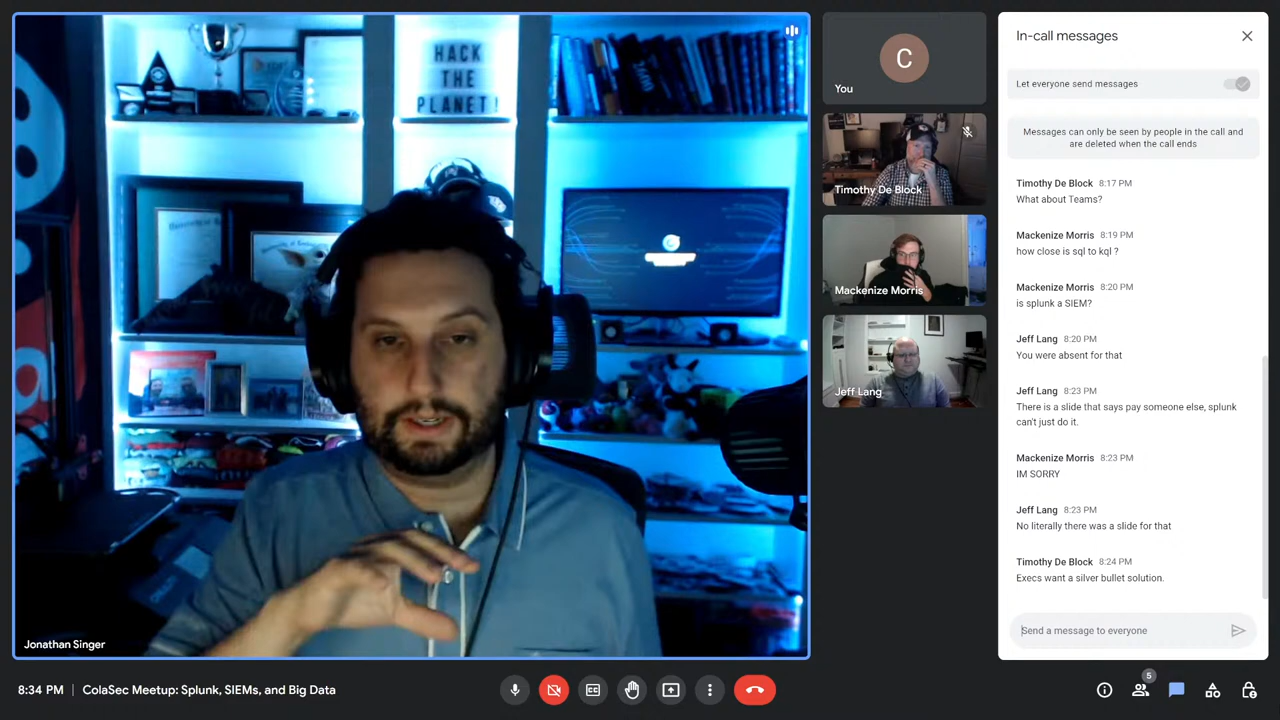 HACK
THE
PLANET!
Jonathan Singer
C
You
Timothy De Block
Mackenize Morris
Jeff Lang
In-call messages
Let everyone send messages
Messages can only be seen by people in the call and
are deleted when the call ends
Timothy De Block 8:17 PM
What about Teams?
Mackenize Morris 8:19 PM
how close is sql to kql ?
Mackenize Morris 8:20 PM
is splunk a SIEM?
Jeff Lang 8:20 PM
You were absent for that
Jeff Lang 8:23 PM
There is a slide that says pay someone else, splunk
can't just do it.
Mackenize Morris 8:23 PM
IM SORRY
Jeff Lang 8:23 PM
No literally there was a slide for that
Timothy De Block 8:24 PM
Execs want a silver bullet solution.
Send a message to everyone
8:34 PM | ColaSec Meetup: Splunk, SIEMs, and Big Data
CC
5